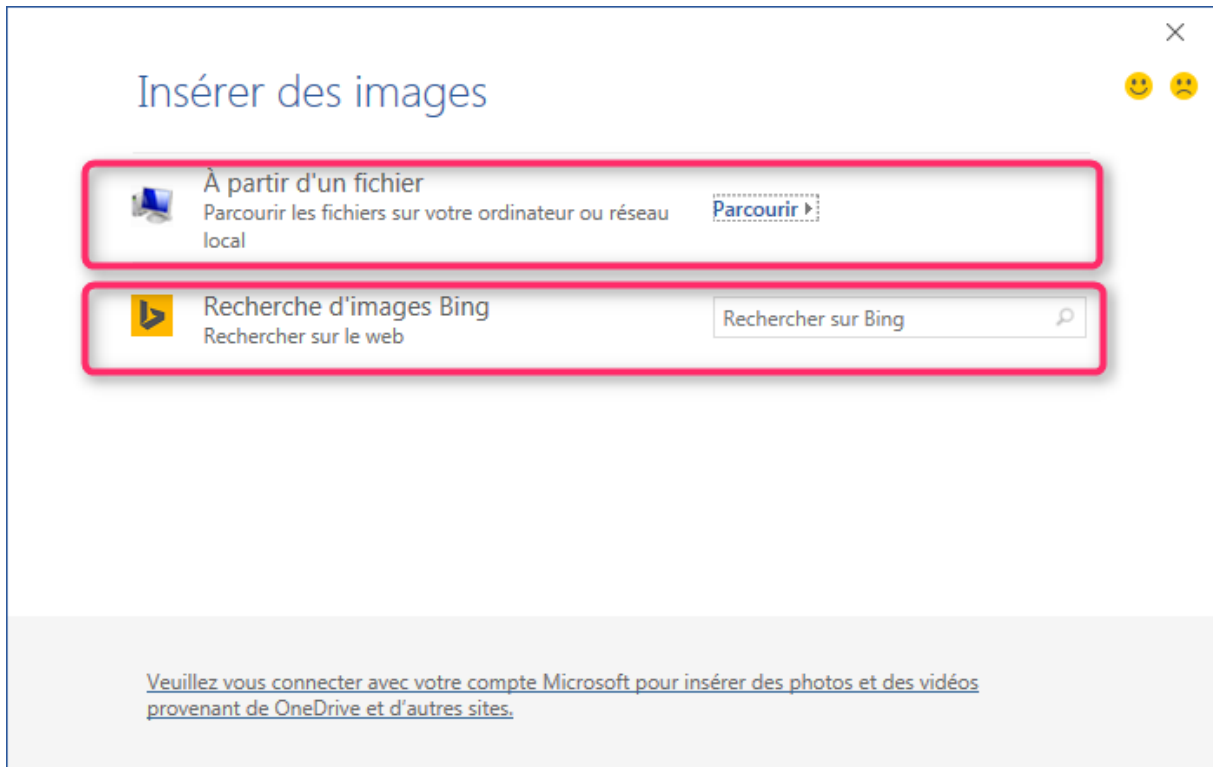 Insérer des images
À partir d'un fichier
Parcourir les fichiers sur votre ordinateur ou réseau
local
Parcourir
Recherche d'images Bing
Rechercher sur le web
Rechercher sur Bing
Veuillez vous connecter avec votre compte Microsoft pour insérer des photos et des vidéos
provenant de OneDrive et d’autres sites.